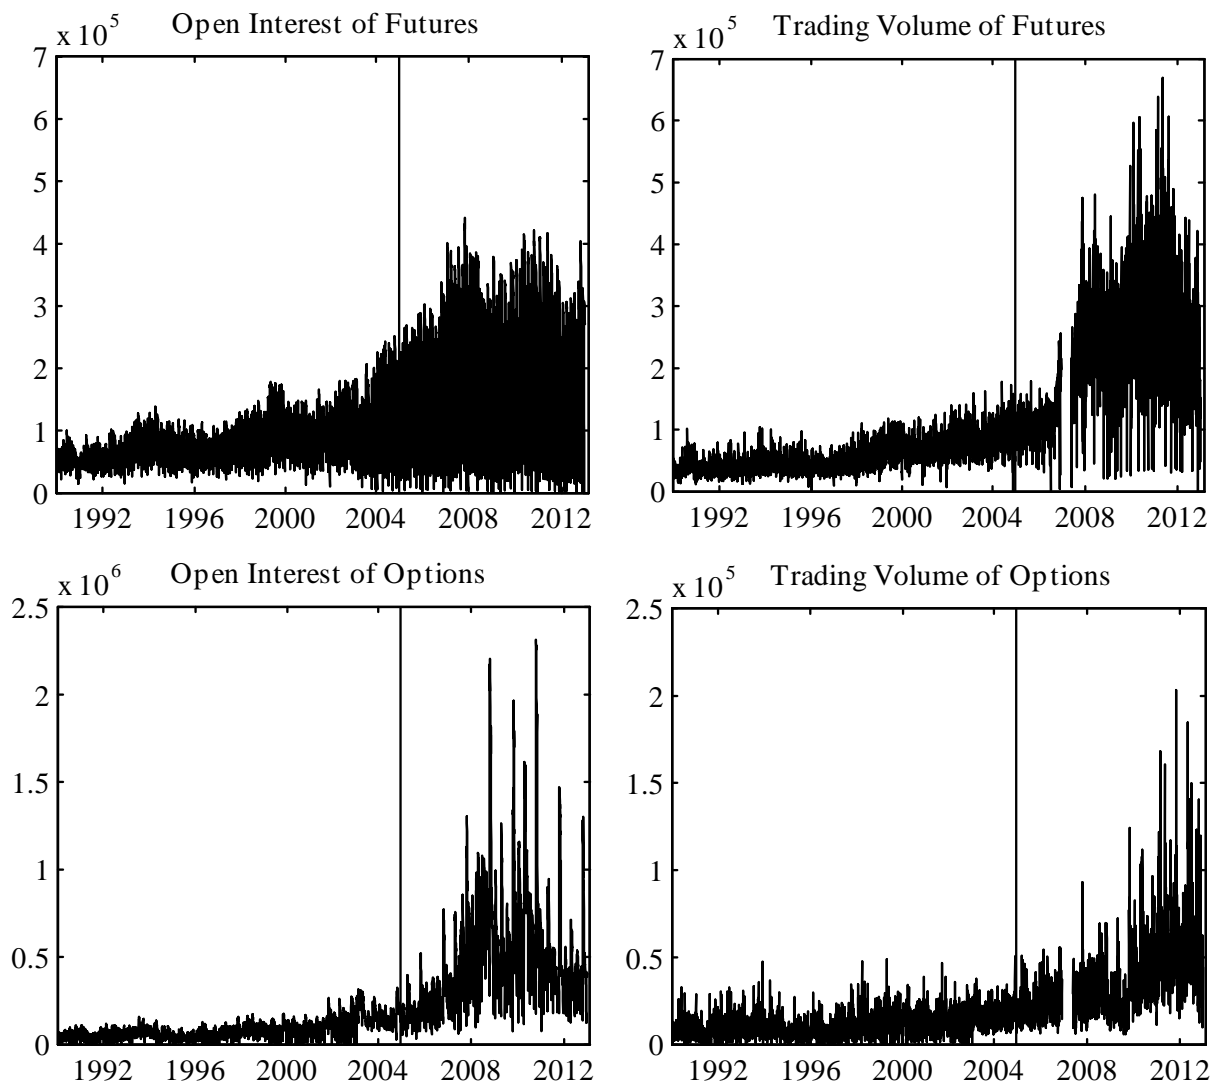 Open Interest of Futures
x 10^5
7
6
5
4
3
2
1
0
1992 1996 2000 2004 2008 2012
Trading Volume of Futures
x 10^5
7
6
5
4
3
2
1
0
1992 1996 2000 2004 2008 2012
Open Interest of Options
x 10^6
2.5
2
1.5
1
0.5
0
1992 1996 2000 2004 2008 2012
Trading Volume of Options
x 10^5
2.5
2
1.5
1
0.5
0
1992 1996 2000 2004 2008 2012